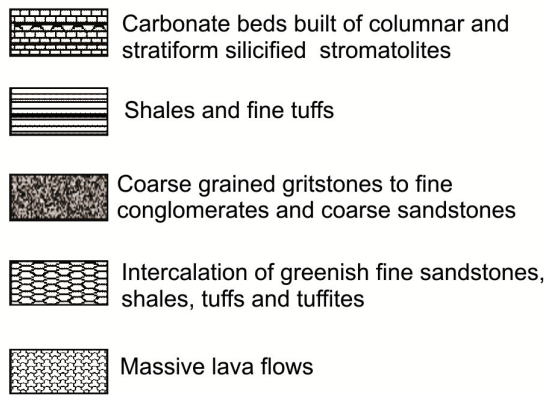 Carbonate beds built of columnar and
stratiform silicified stromatolites
Shales and fine tuffs
Coarse grained gritstones to fine
conglomerates and coarse sandstones
Intercalation of greenish fine sandstones,
shales, tuffs and tuffites
Massive lava flows